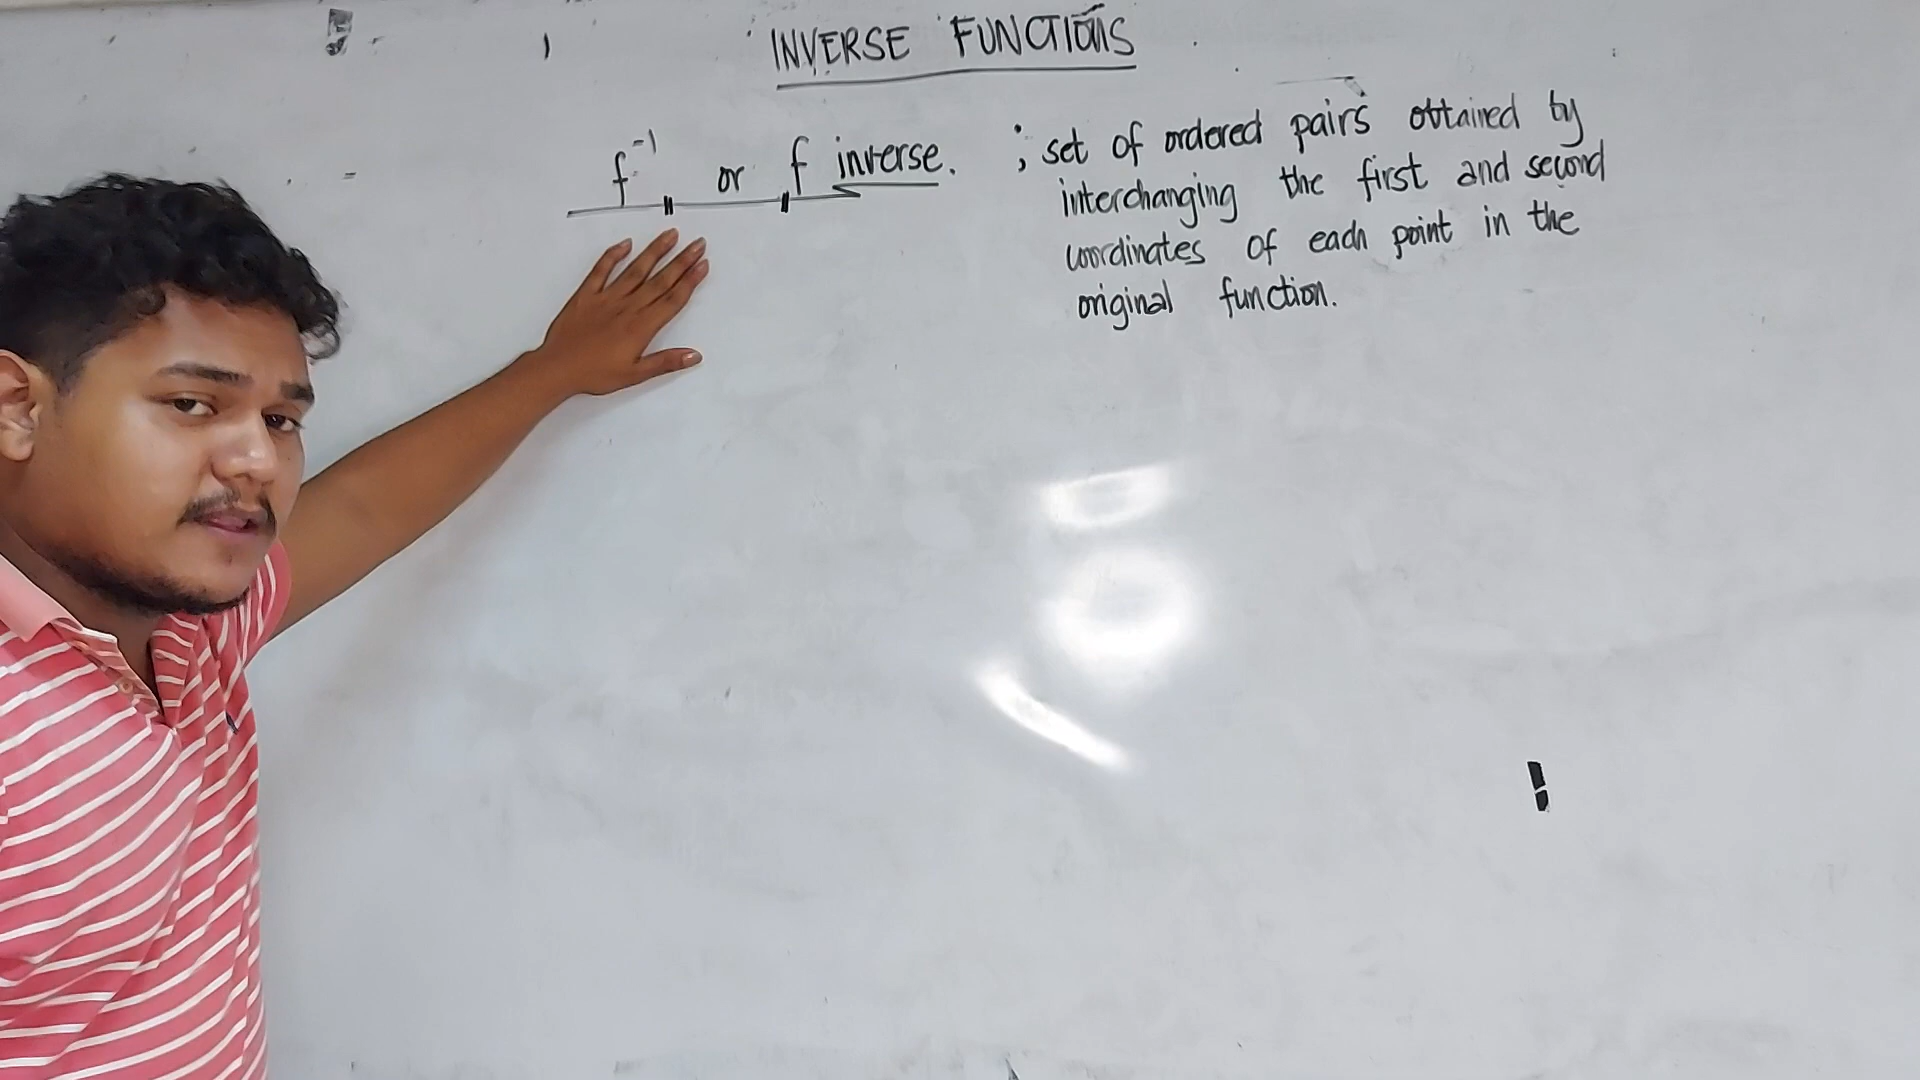 INVERSE FUNCTIONS
f⁻¹ or f inverse.
; set of ordered pairs obtained by
interchanging the first and second
coordinates of each point in the
original function.